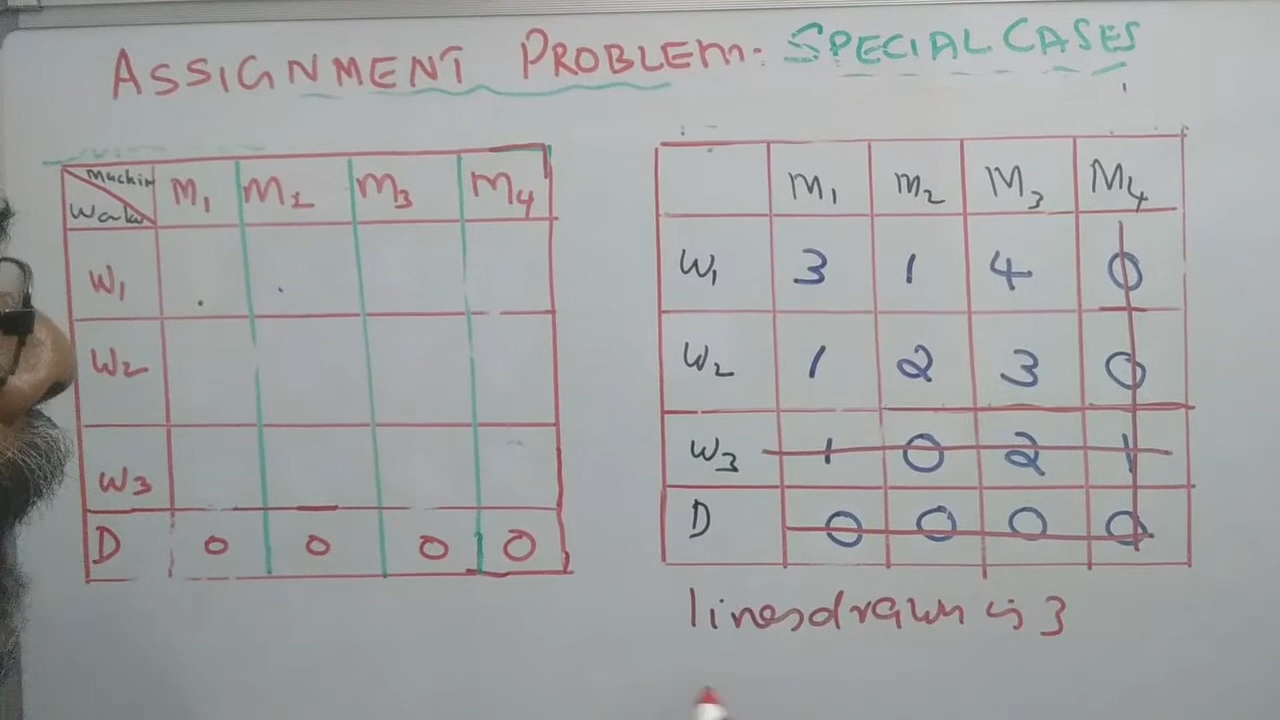 ASSIGNMENT PROBLEM: SPECIAL CASES
Machin M1 M2 M3 M4
W1
W2
W3
D 0 0 0 0
M1 M2 M3 M4
W1 3 1 4 0
W2 1 2 3 0
W3 1 0 2 1
D 0 0 0 0
lines drawn is 3